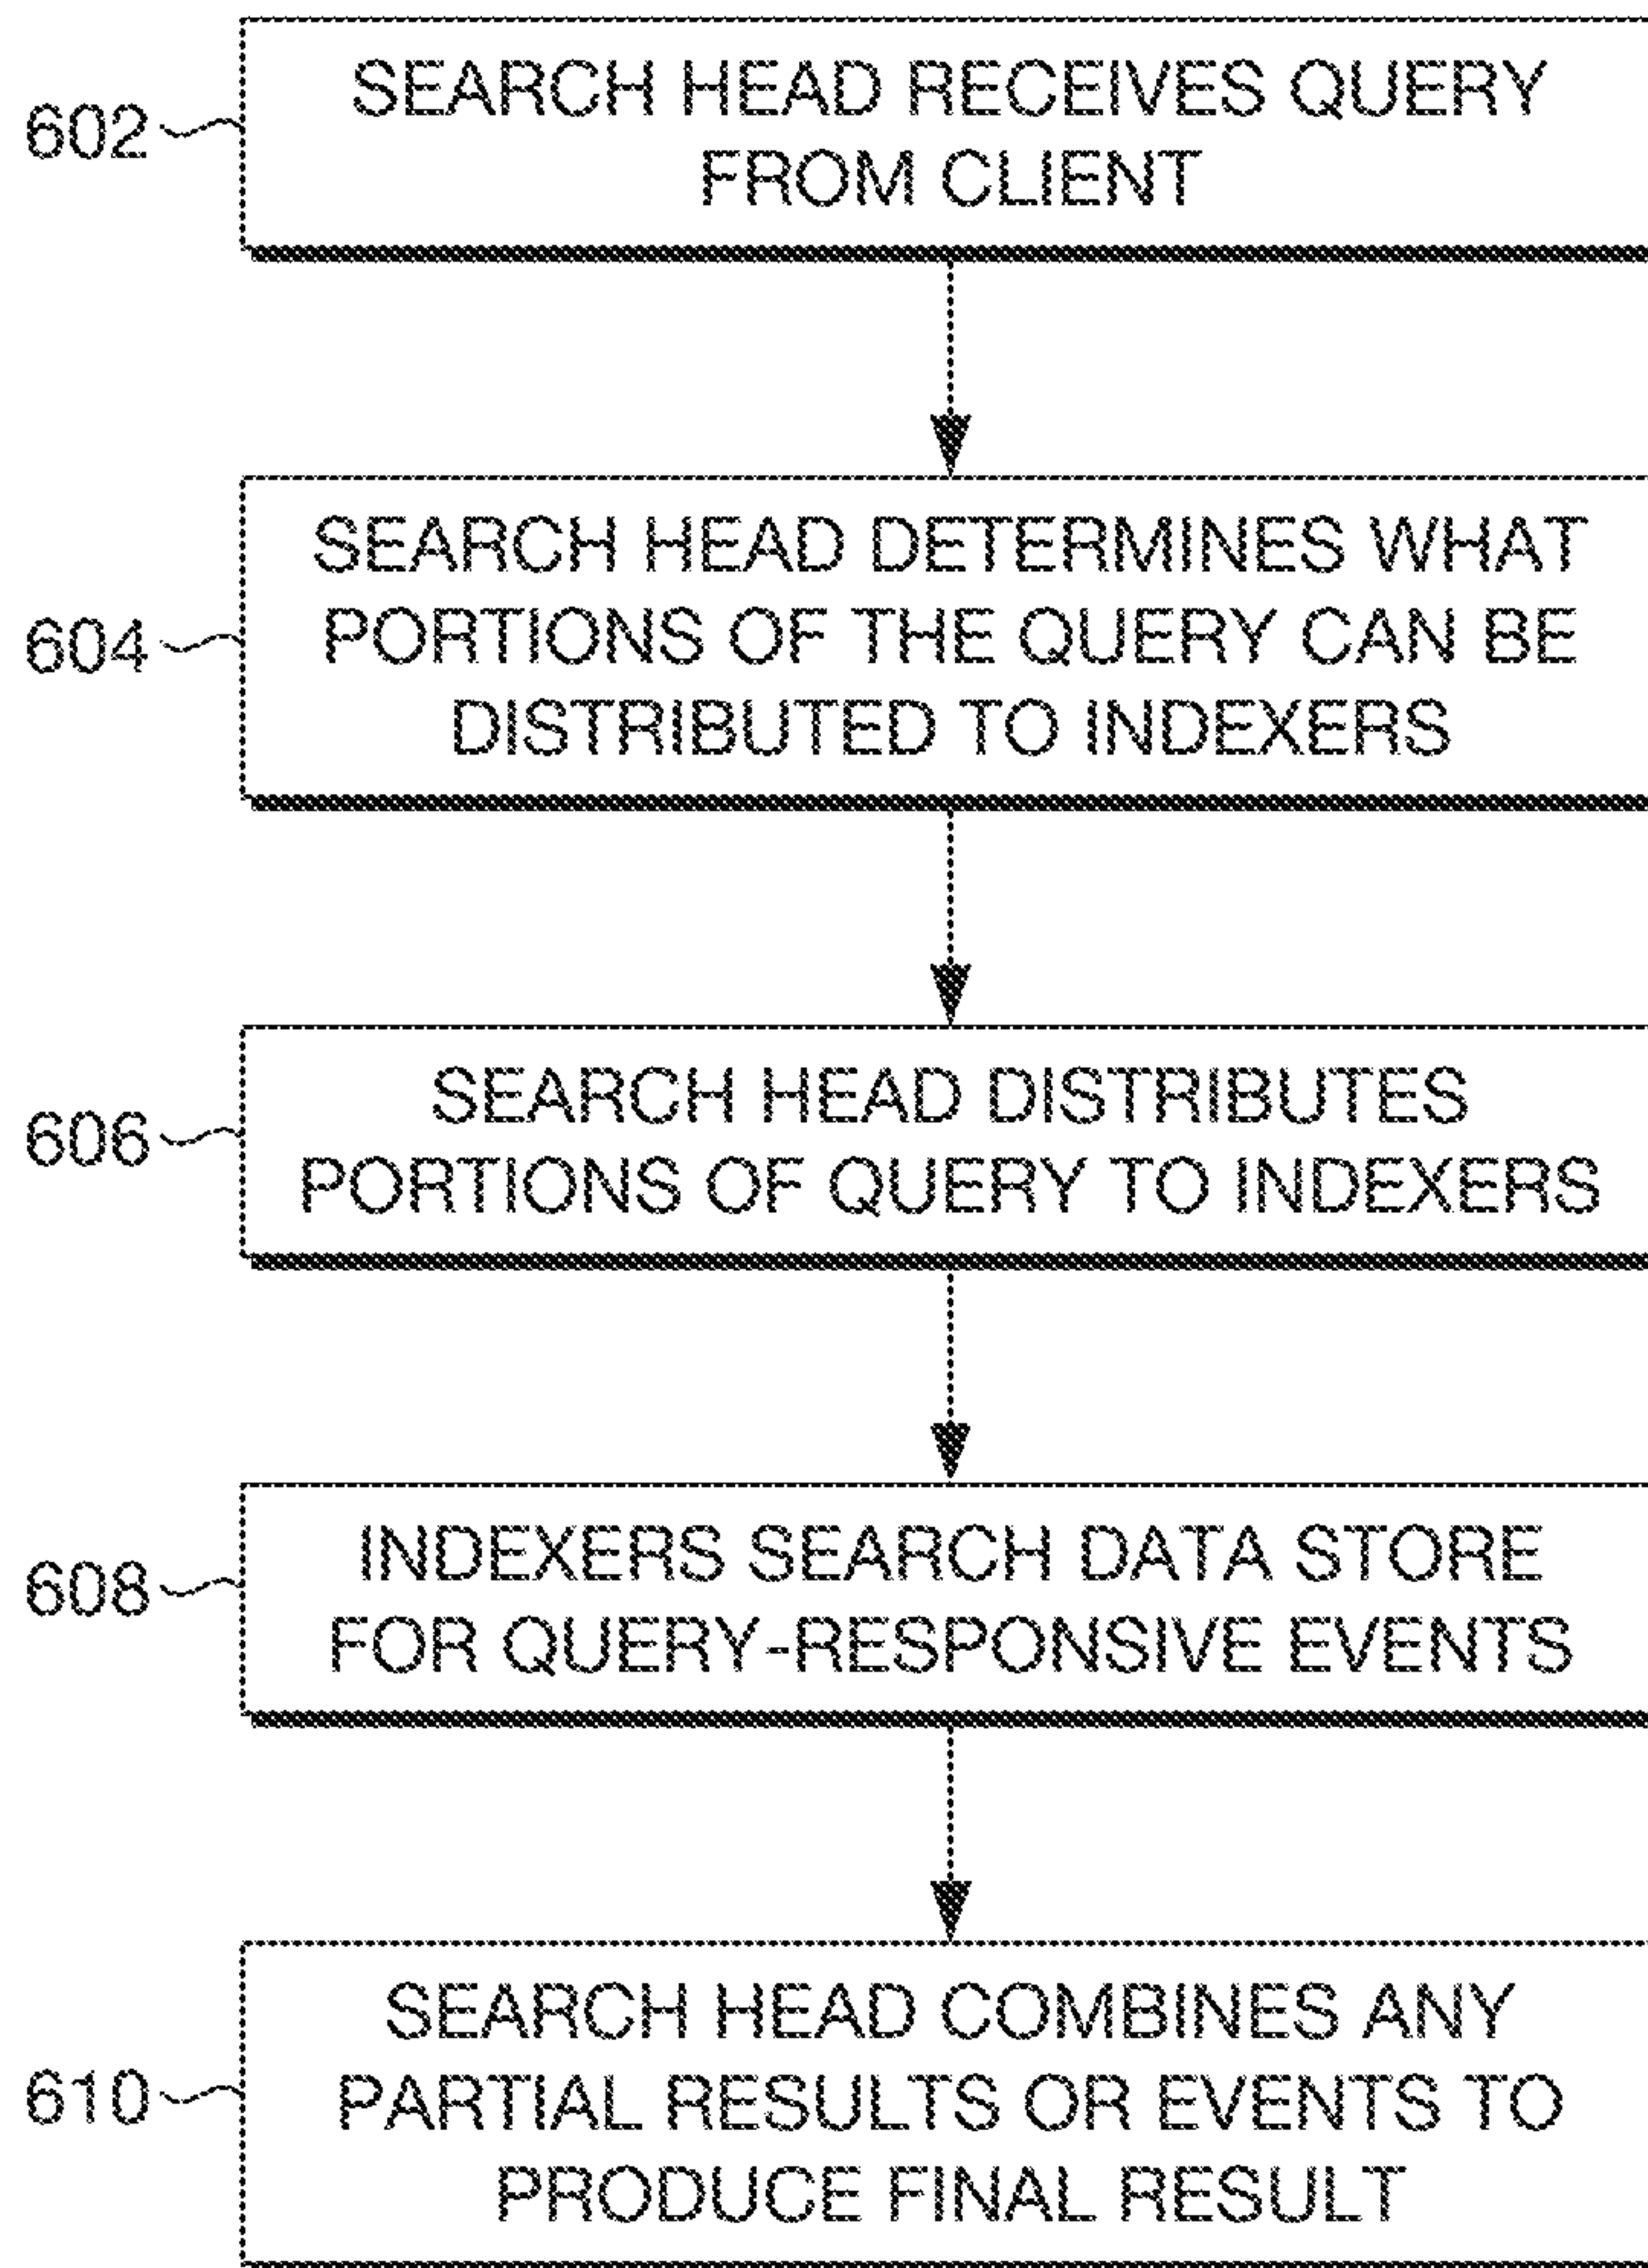 602
SEARCH HEAD RECEIVES QUERY
FROM CLIENT
604
SEARCH HEAD DETERMINES WHAT
PORTIONS OF THE QUERY CAN BE
DISTRIBUTED TO INDEXERS
606
SEARCH HEAD DISTRIBUTES
PORTIONS OF QUERY TO INDEXERS
608
INDEXERS SEARCH DATA STORE
FOR QUERY-RESPONSIVE EVENTS
610
SEARCH HEAD COMBINES ANY
PARTIAL RESULTS OR EVENTS TO
PRODUCE FINAL RESULT